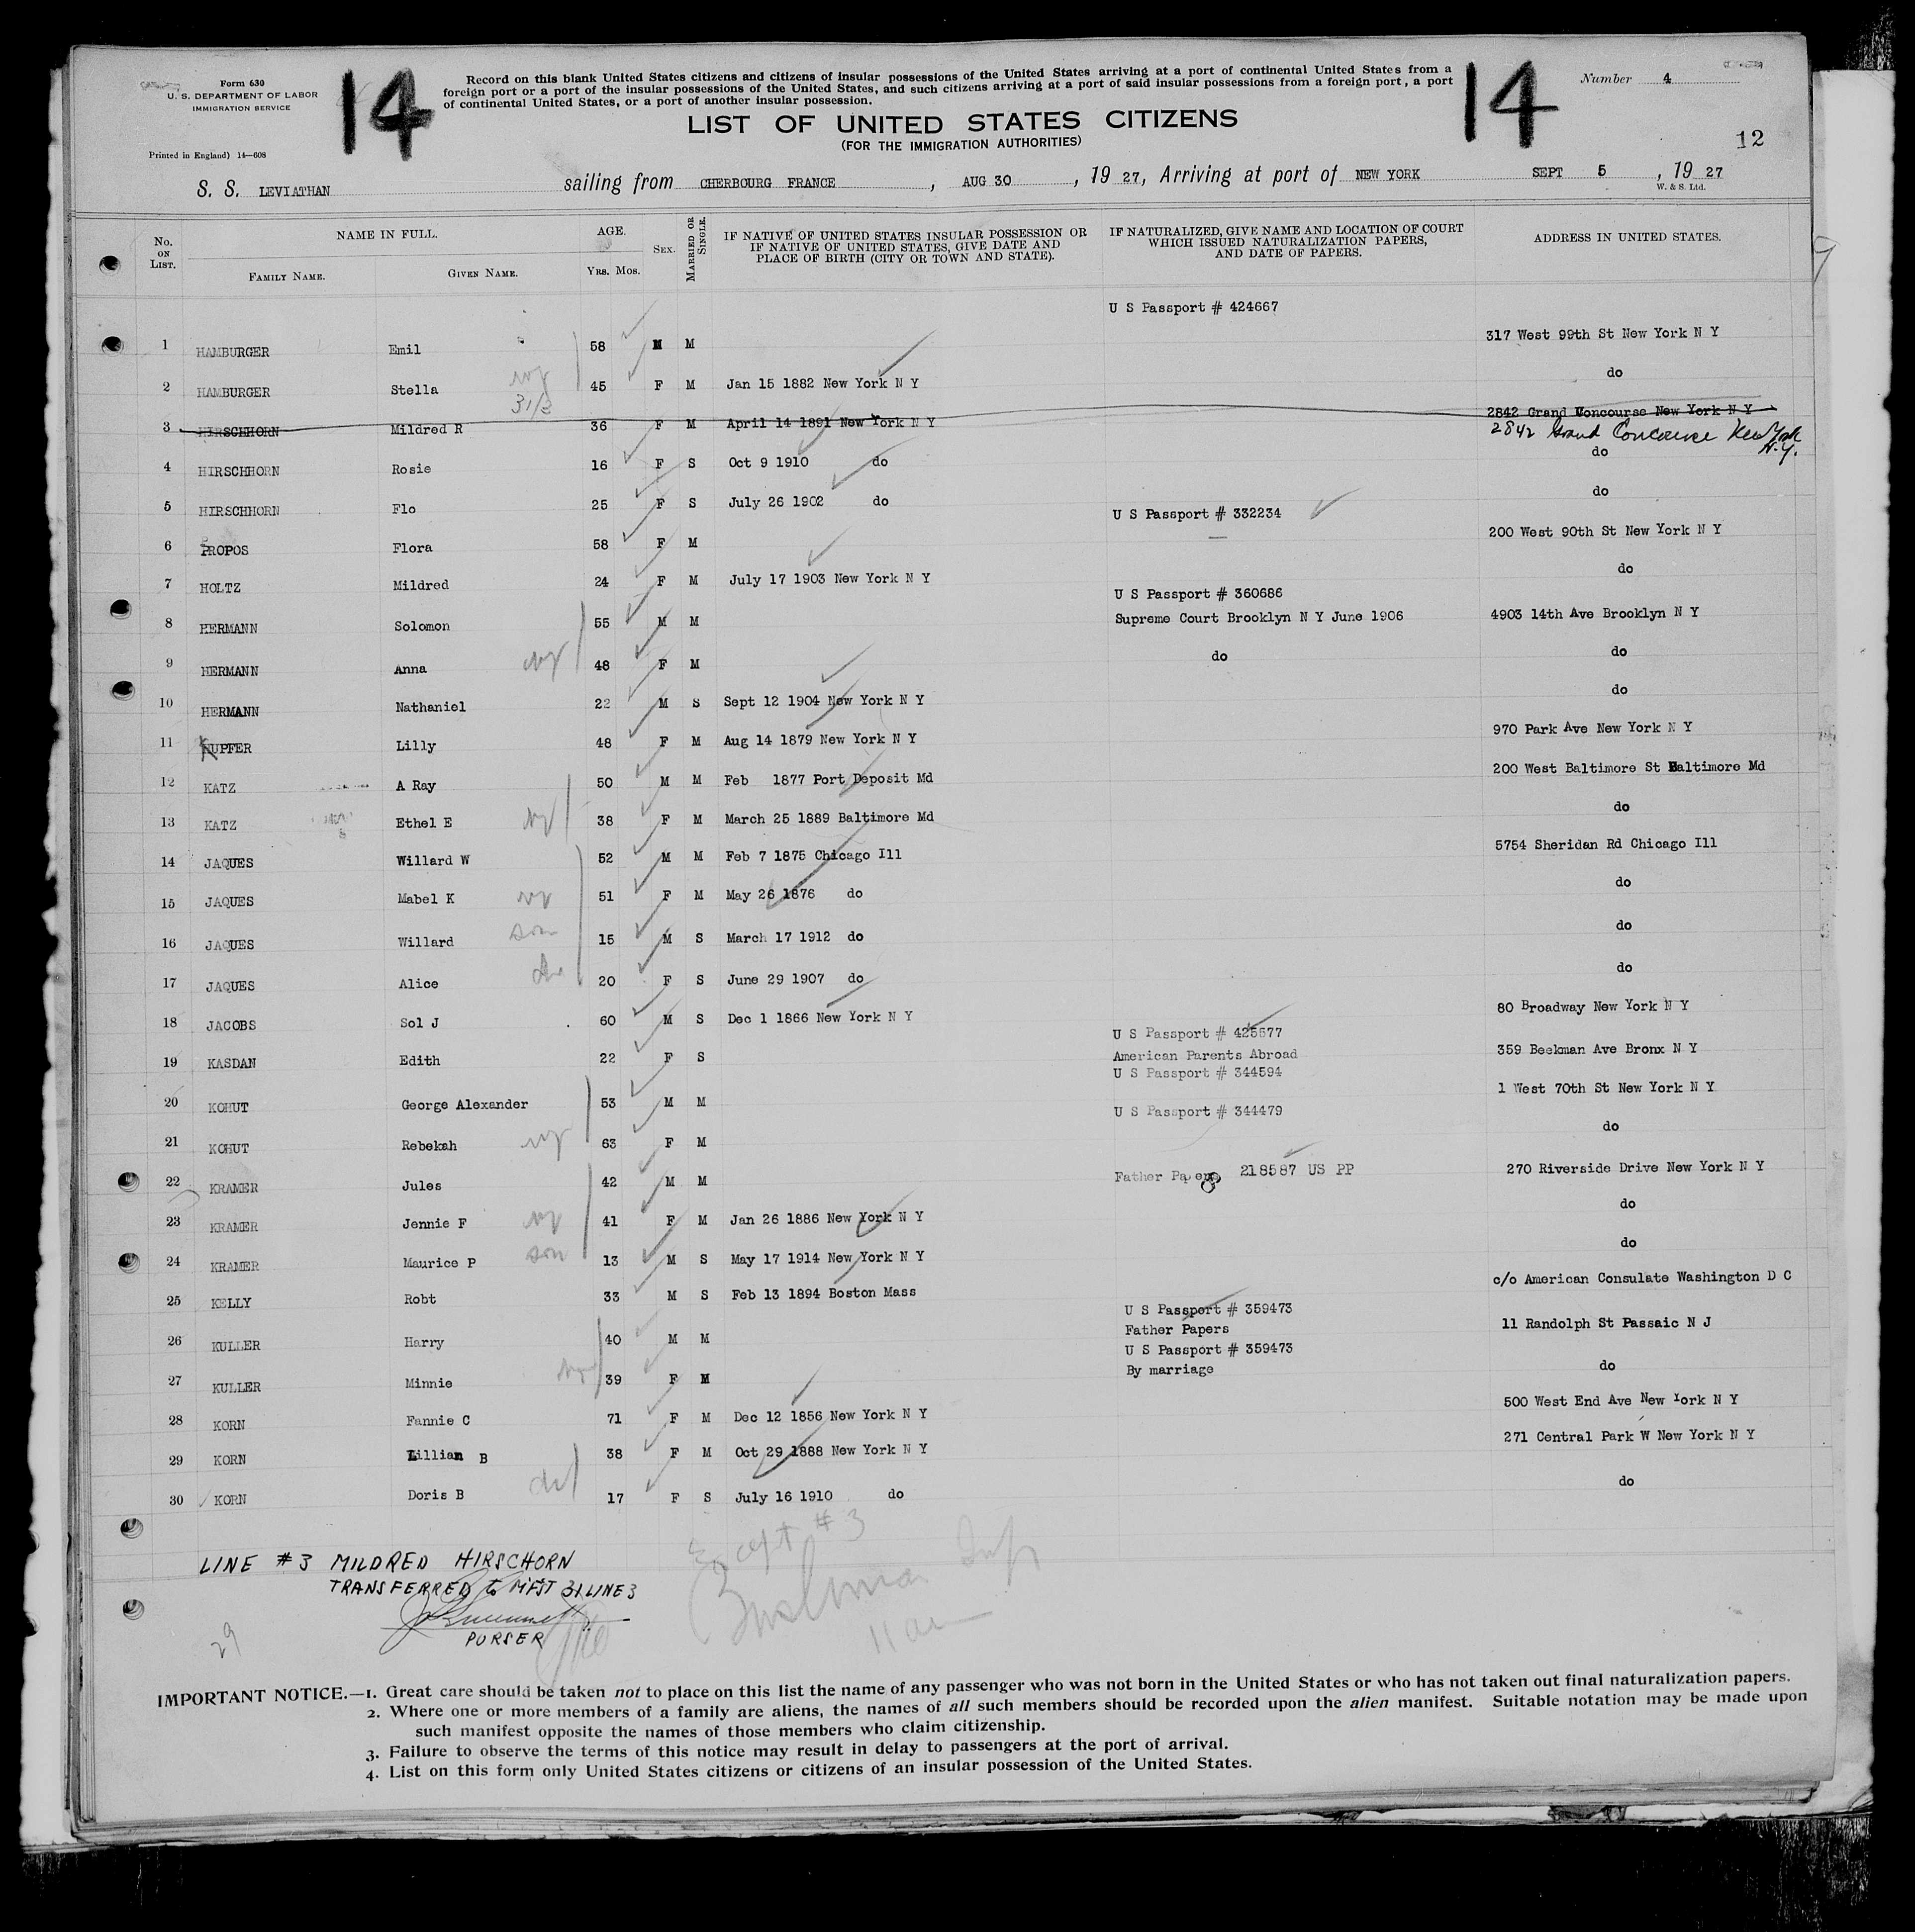 Form 630
U. S. DEPARTMENT OF LABOR
IMMIGRATION SERVICE
Printed in England) 14—608
14
Record on this blank United States citizens and citizens of insular possessions of the United States arriving at a port of continental United States from a
foreign port or a port of the insular possessions of the United States, and such citizens arriving at a port of said insular possessions from a foreign port, a port
of continental United States, or a port of another insular possession.
14
Number 4
12
LIST OF UNITED STATES CITIZENS
(FOR THE IMMIGRATION AUTHORITIES)
S. S. LEVIATHAN sailing from CHERBOURG FRANCE, AUG 30, 19 27, Arriving at port of NEW YORK SEPT 5, 19 27
W. & S. Ltd.
No. ON LIST. NAME IN FULL. FAMILY NAME. GIVEN NAME. AGE. YRS. MOS. SEX. MARRIED OR SINGLE. IF NATIVE OF UNITED STATES INSULAR POSSESSION OR IF NATIVE OF UNITED STATES, GIVE DATE AND PLACE OF BIRTH (CITY OR TOWN AND STATE). IF NATURALIZED, GIVE NAME AND LOCATION OF COURT WHICH ISSUED NATURALIZATION PAPERS, AND DATE OF PAPERS. ADDRESS IN UNITED STATES.
1 HAMBURGER Emil 58 M M U S Passport # 424667 317 West 99th St New York N Y
2 HAMBURGER Stella 45 F M Jan 15 1882 New York N Y do
31/3
3 HIRSCHHORN Mildred R 36 F M April 14 1891 New York N Y 2842 Grand Concourse New York N Y
2842 Grand Concourse New York N.Y.
4 HIRSCHHORN Rosie 16 F S Oct 9 1910 do do
5 HIRSCHHORN Flo 25 F S July 26 1902 do do
6 PROPOS Flora 58 F M U S Passport # 332234 200 West 90th St New York N Y
7 HOLTZ Mildred 24 F M July 17 1903 New York N Y do
U S Passport # 360686
8 HERMANN Solomon 55 M M Supreme Court Brooklyn N Y June 1906 4903 14th Ave Brooklyn N Y
9 HERMANN Anna 48 F M do do
10 HERMANN Nathaniel 22 M S Sept 12 1904 New York N Y do
11 KUPFER Lilly 48 F M Aug 14 1879 New York N Y 970 Park Ave New York N Y
12 KATZ A Ray 50 M M Feb 1877 Port Deposit Md 200 West Baltimore St Baltimore Md
13 KATZ Ethel E 38 F M March 25 1889 Baltimore Md do
14 JAQUES Willard W 52 M M Feb 7 1875 Chicago Ill 5754 Sheridan Rd Chicago Ill
15 JAQUES Mabel K 51 F M May 26 1876 do do
16 JAQUES Willard son 15 M S March 17 1912 do do
17 JAQUES Alice 20 F S June 29 1907 do do
18 JACOBS Sol J 60 M S Dec 1 1866 New York N Y 80 Broadway New York N Y
U S Passport # 425577
19 KASDAN Edith 22 F S American Parents Abroad 359 Beekman Ave Bronx N Y
U S Passport # 344594
20 KOHUT George Alexander 53 M M 1 West 70th St New York N Y
U S Passport # 344479
21 KOHUT Rebekah 63 F M do
22 KRAMER Jules 42 M M Father Papers 218587 US PP 270 Riverside Drive New York N Y
23 KRAMER Jennie F 41 F M Jan 26 1886 New York N Y do
24 KRAMER Maurice P son 13 M S May 17 1914 New York N Y do
25 KELLY Robt 33 M S Feb 13 1894 Boston Mass c/o American Consulate Washington D C
U S Passport # 359473
26 KULLER Harry 40 M M Father Papers 11 Randolph St Passaic N J
U S Passport # 359473
27 KULLER Minnie 39 F M By marriage do
28 KORN Fannie C 71 F M Dec 12 1856 New York N Y 500 West End Ave New York N Y
29 KORN Lillian B 38 F M Oct 29 1888 New York N Y 271 Central Park W New York N Y
30 KORN Doris B 17 F S July 16 1910 do do
Except # 3
LINE #3 MILDRED HIRSCHORN
TRANSFERRED to MFST 31 LINE 3
PURSER
29
IMPORTANT NOTICE.—1. Great care should be taken not to place on this list the name of any passenger who was not born in the United States or who has not taken out final naturalization papers.
2. Where one or more members of a family are aliens, the names of all such members should be recorded upon the alien manifest. Suitable notation may be made upon
such manifest opposite the names of those members who claim citizenship.
3. Failure to observe the terms of this notice may result in delay to passengers at the port of arrival.
4. List on this form only United States citizens or citizens of an insular possession of the United States.